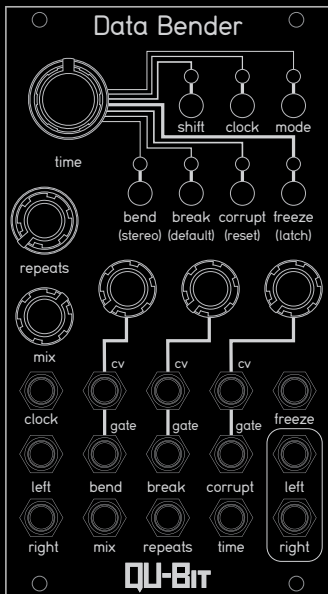 Data Bender
shift clock mode
time
bend break corrupt freeze
(stereo) (default) (reset) (latch)
repeats
mix
cv cv cv
clock gate gate gate freeze
left bend break corrupt left
right mix repeats time right
QU-BIT